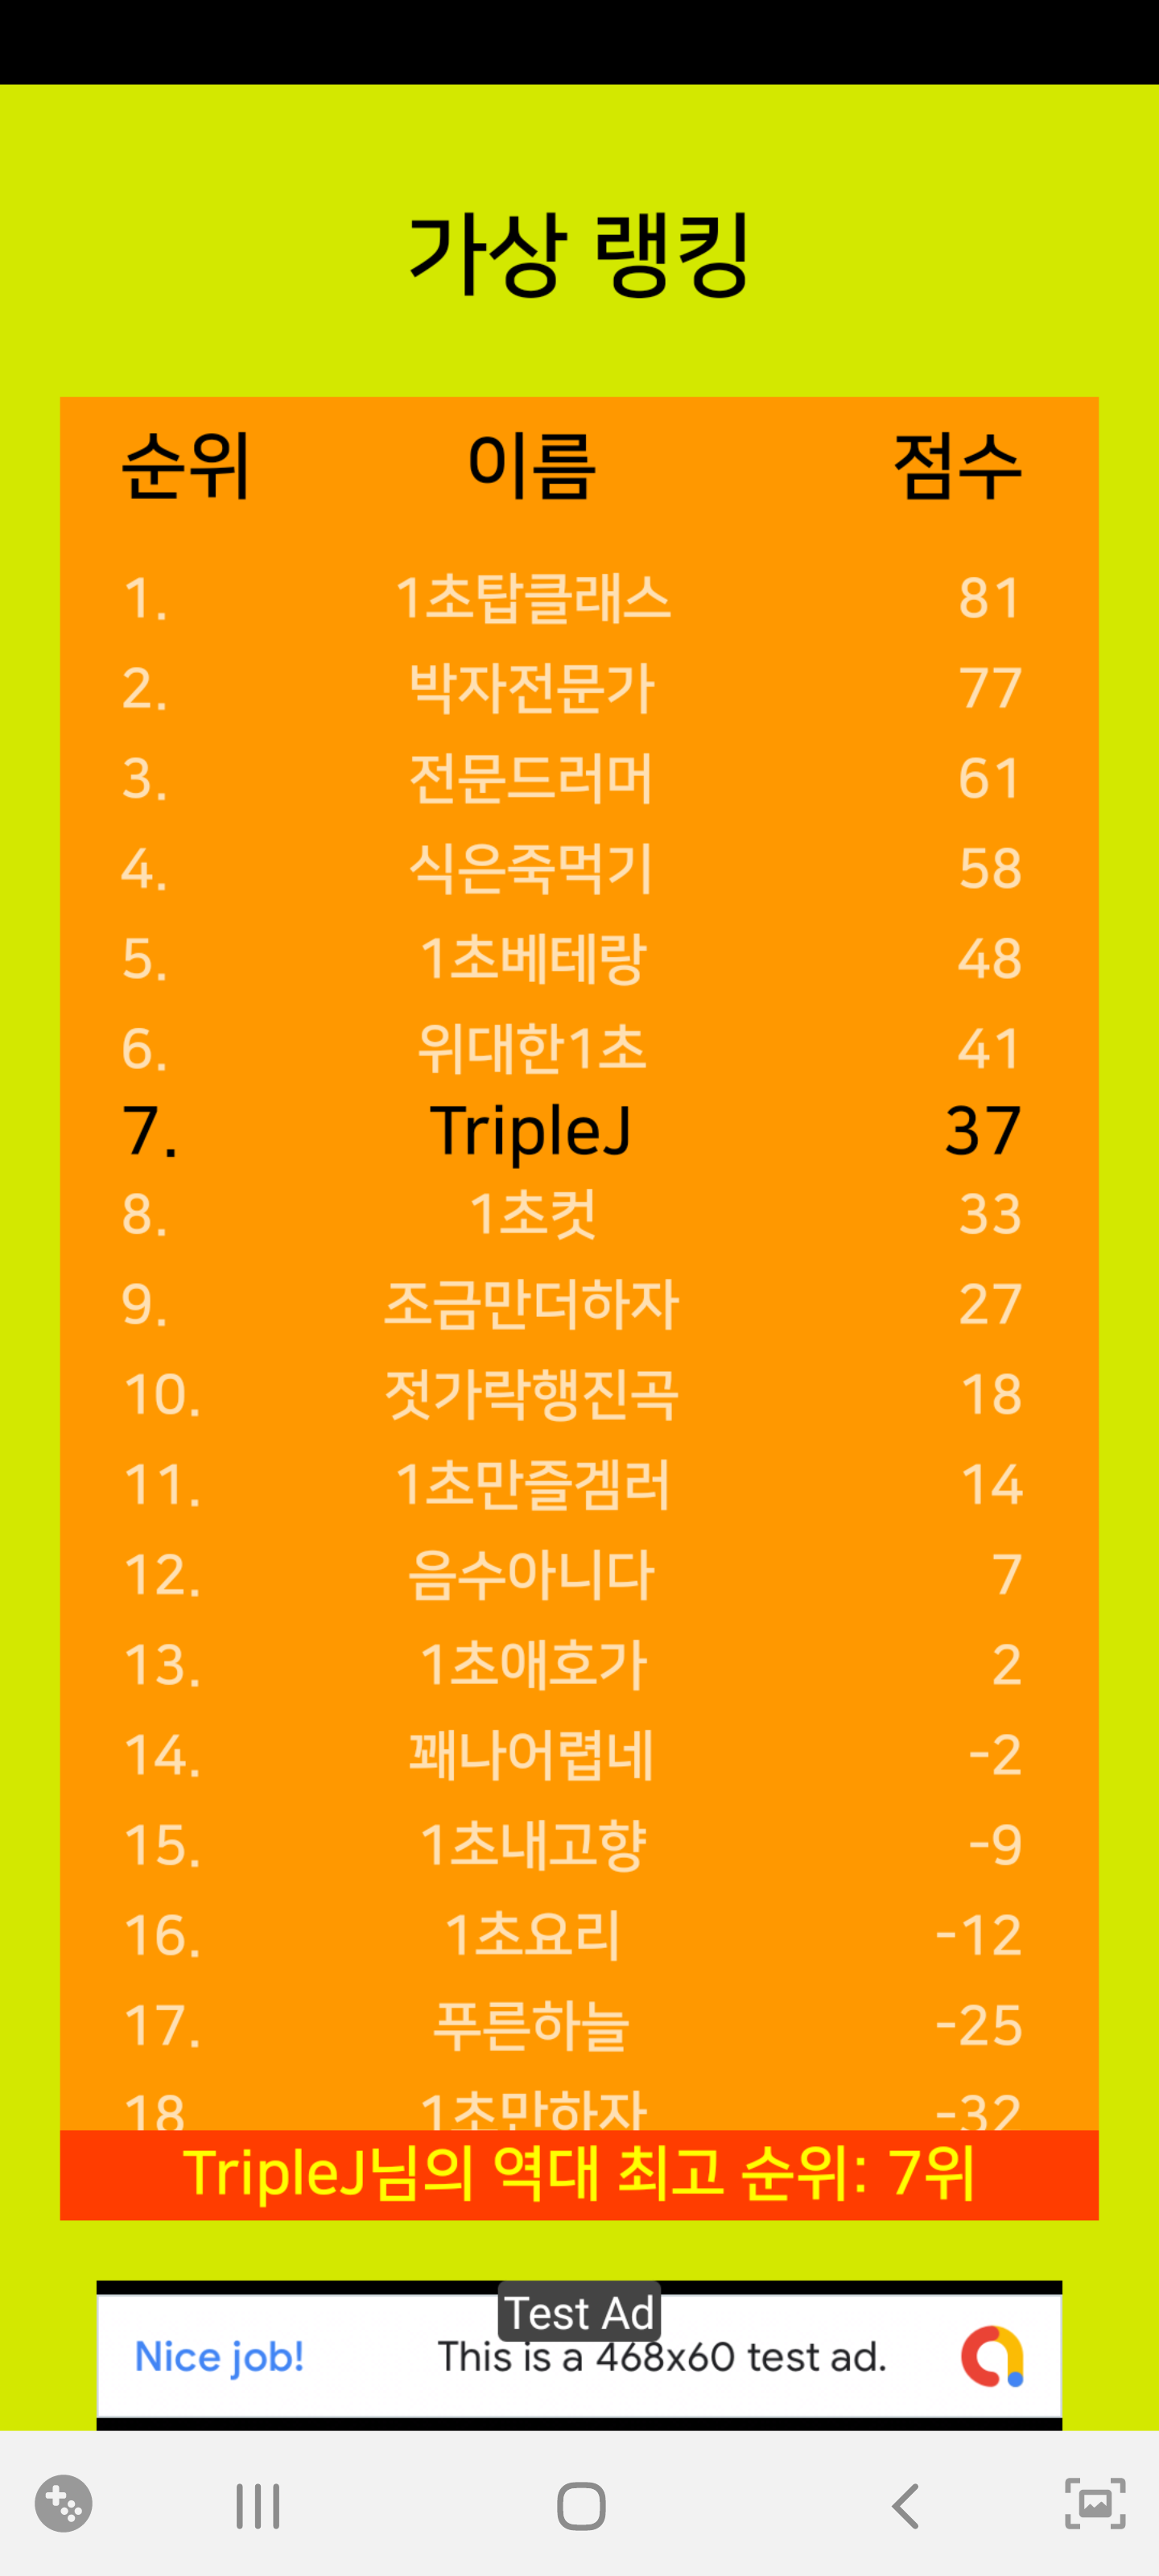 가상 랭킹
순위 이름 점수
1. 1초탑클래스 81
2. 박자전문가 77
3. 전문드러머 61
4. 식은죽먹기 58
5. 1초베테랑 48
6. 위대한1초 41
7. TripleJ 37
8. 1초컷 33
9. 조금만더하자 27
10. 젓가락행진곡 18
11. 1초만즐겜러 14
12. 음수아니다 7
13. 1초애호가 2
14. 꽤나어렵네 -2
15. 1초내고향 -9
16. 1초요리 -12
17. 푸른하늘 -25
18 1초만하자 -32
TripleJ님의 역대 최고 순위: 7위
Test Ad
Nice job! This is a 468x60 test ad.